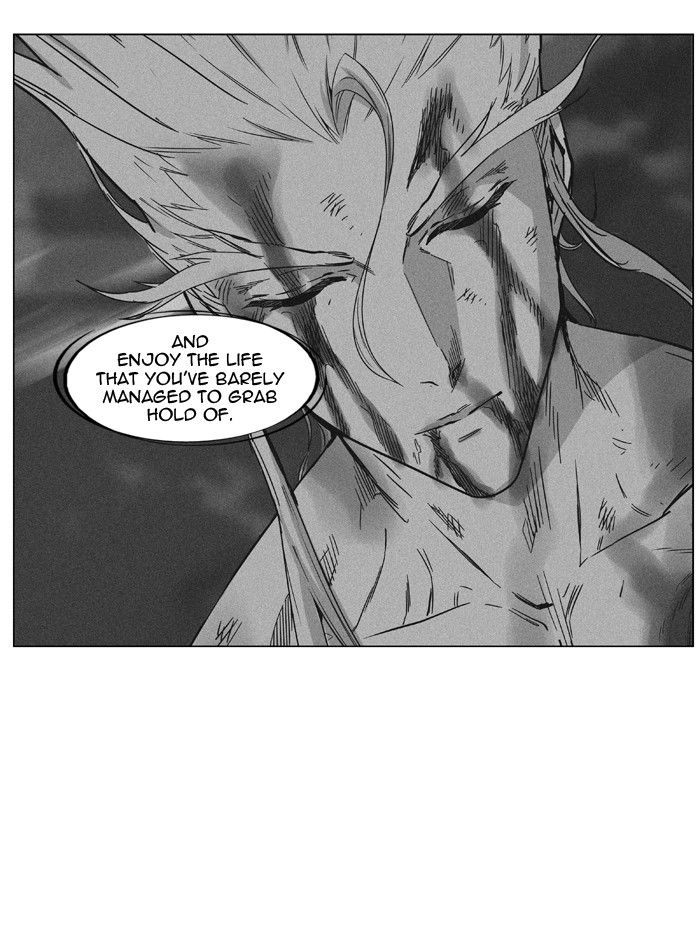 AND
ENJOY THE LIFE
THAT YOU'VE BARELY
MANAGED TO GRAB
HOLD OF.